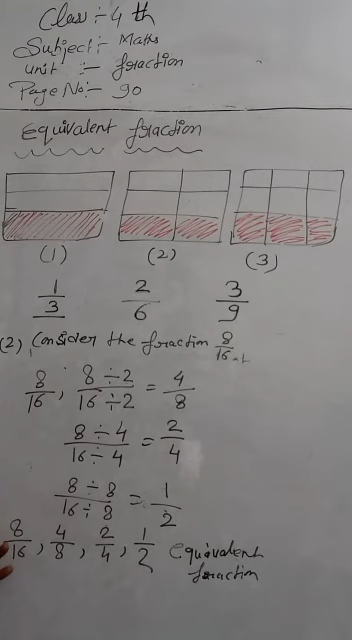 Class :- 4 th
Subject :- Maths
unit :- fraction
Page No :- 90
Equivalent fraction
(1) (2) (3)
1/3 2/6 3/9
(2) Consider the fraction 8/16
8/16, 8÷2/16÷2 = 4/8
8÷4/16÷4 = 2/4
8÷8/16÷8 = 1/2
8/16, 4/8, 2/4, 1/2 equivalent
fraction